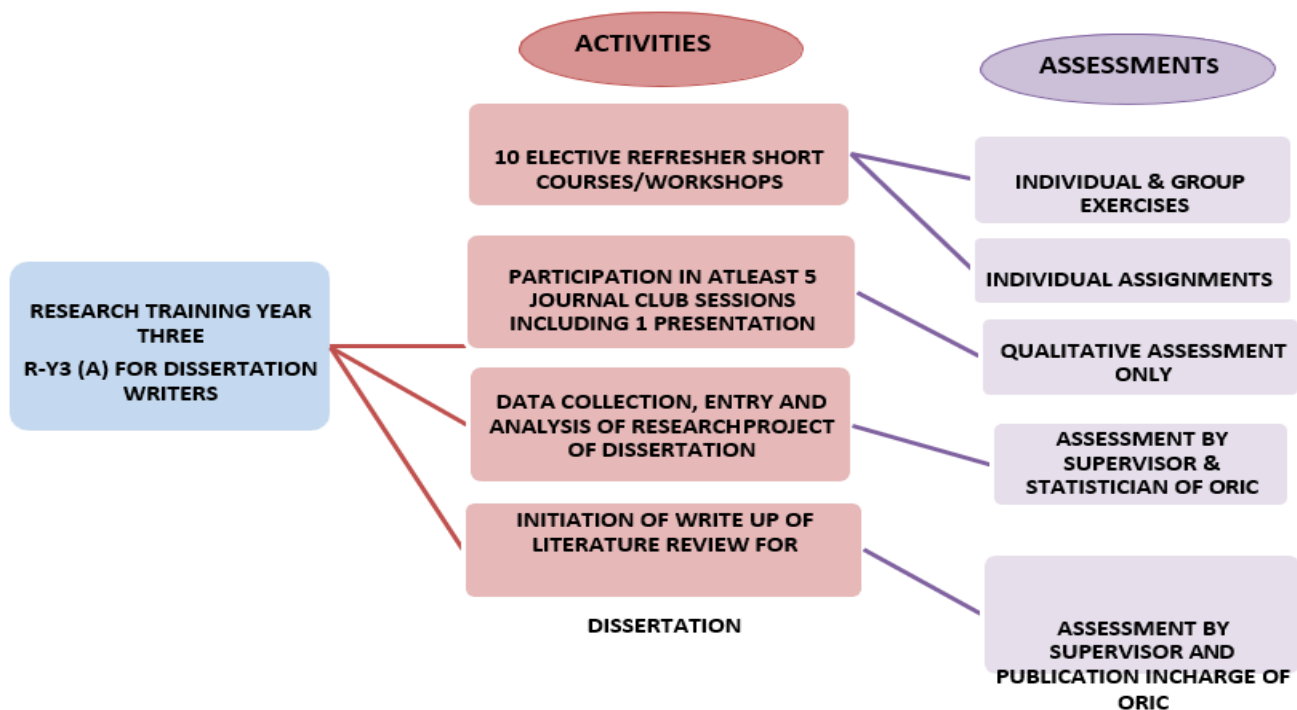 ACTIVITIES
ASSESSMENTs
10 ELECTIVE REFRESHER SHORT
COURSES/WORKSHOPS
INDIVIDUAL & GROUP
EXERCISES
INDIVIDUAL ASSIGNMENTS
RESEARCH TRAINING YEAR
THREE
R-Y3 (A) FOR DISSERTATION
WRITERS
PARTICIPATION IN ATLEAST 5
JOURNAL CLUB SESSIONS
INCLUDING 1 PRESENTATION
QUALITATIVE ASSESSMENT
ONLY
DATA COLLECTION, ENTRY AND
ANALYSIS OF RESEARCHPROJECT
OF DISSERTATION
ASSESSMENT BY
SUPERVISOR &
STATISTICIAN OF ORIC
INITIATION OF WRITE UP OF
LITERATURE REVIEW FOR
DISSERTATION
ASSESSMENT BY
SUPERVISOR AND
PUBLICATION INCHARGE OF
ORIC